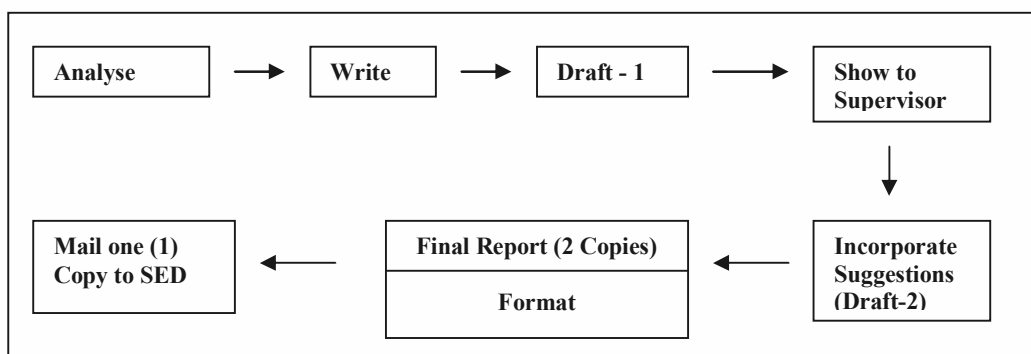 Analyse
Write
Draft - 1
Show to
Supervisor
Incorporate
Suggestions
(Draft-2)
Final Report (2 Copies)
Format
Mail one (1)
Copy to SED